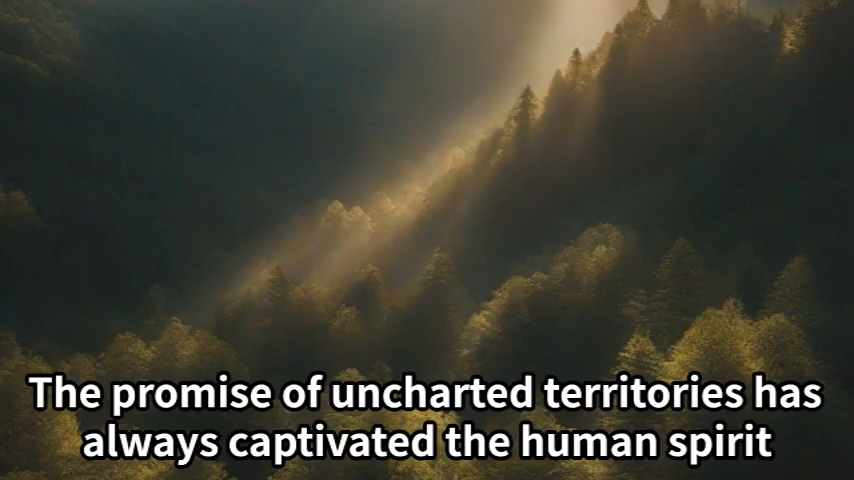 The promise of uncharted territories has
always captivated the human spirit